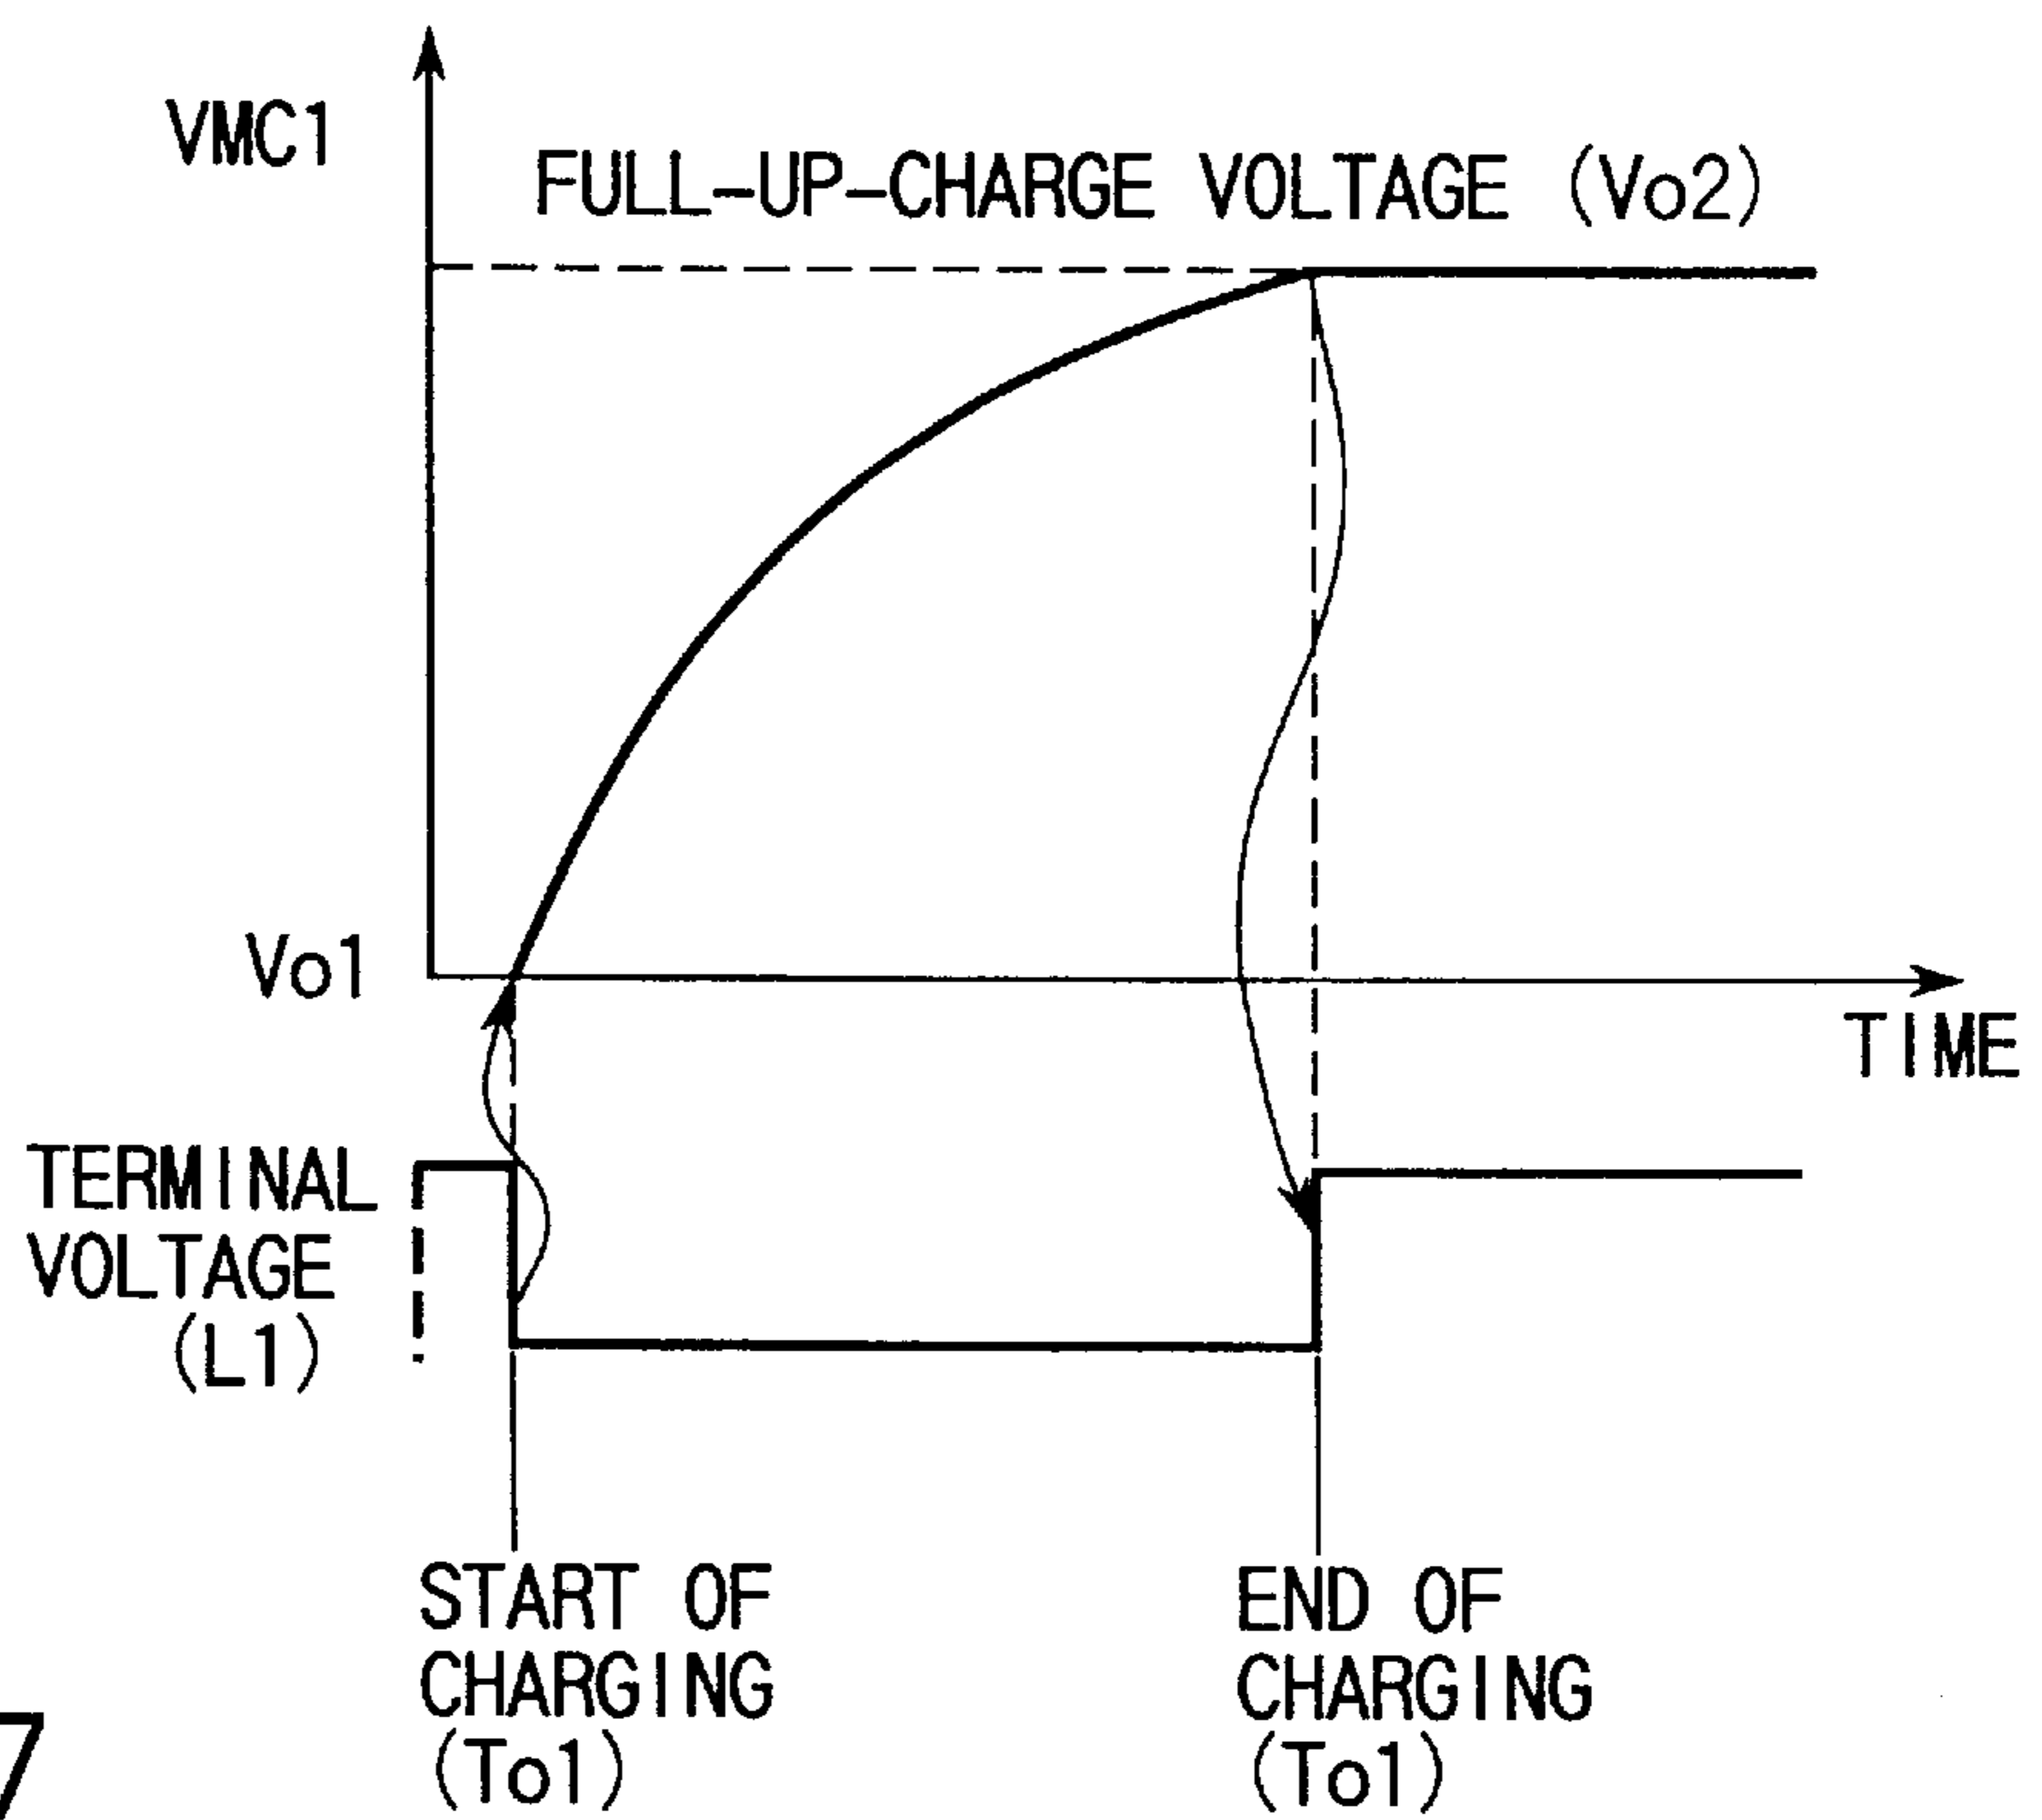 VMC1
FULL-UP-CHARGE VOLTAGE (Vo2)
Vo1
TIME
TERMINAL
VOLTAGE
(L1)
START OF
CHARGING
(To1)
END OF
CHARGING
(To1)
7